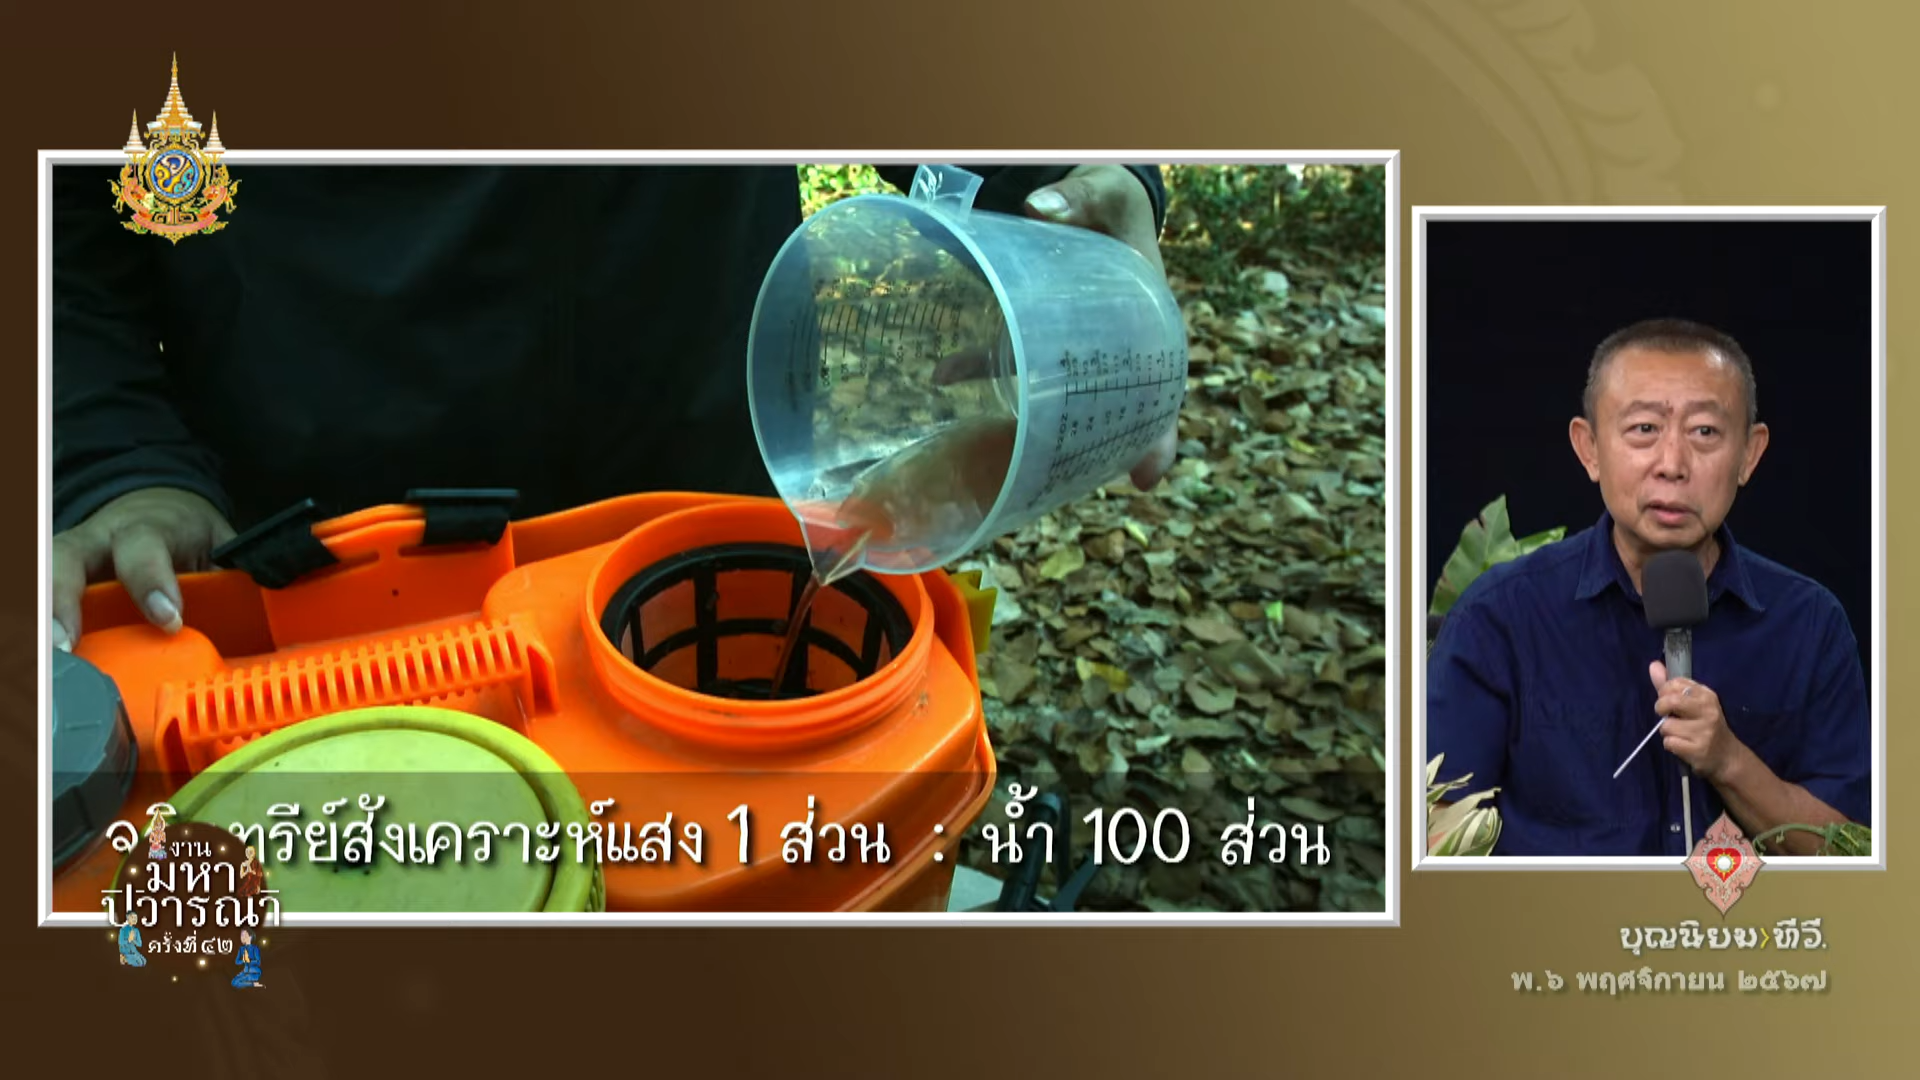 ทรีย์สังเคราะห์แสง 1 ส่วน : น้ำ 100 ส่วน
งาน
มหา
ปวารณา
ครั้งที่ ๔๒
บุญนิยม>ทีวี.
พ.๖ พฤศจิกายน ๒๕๖๗